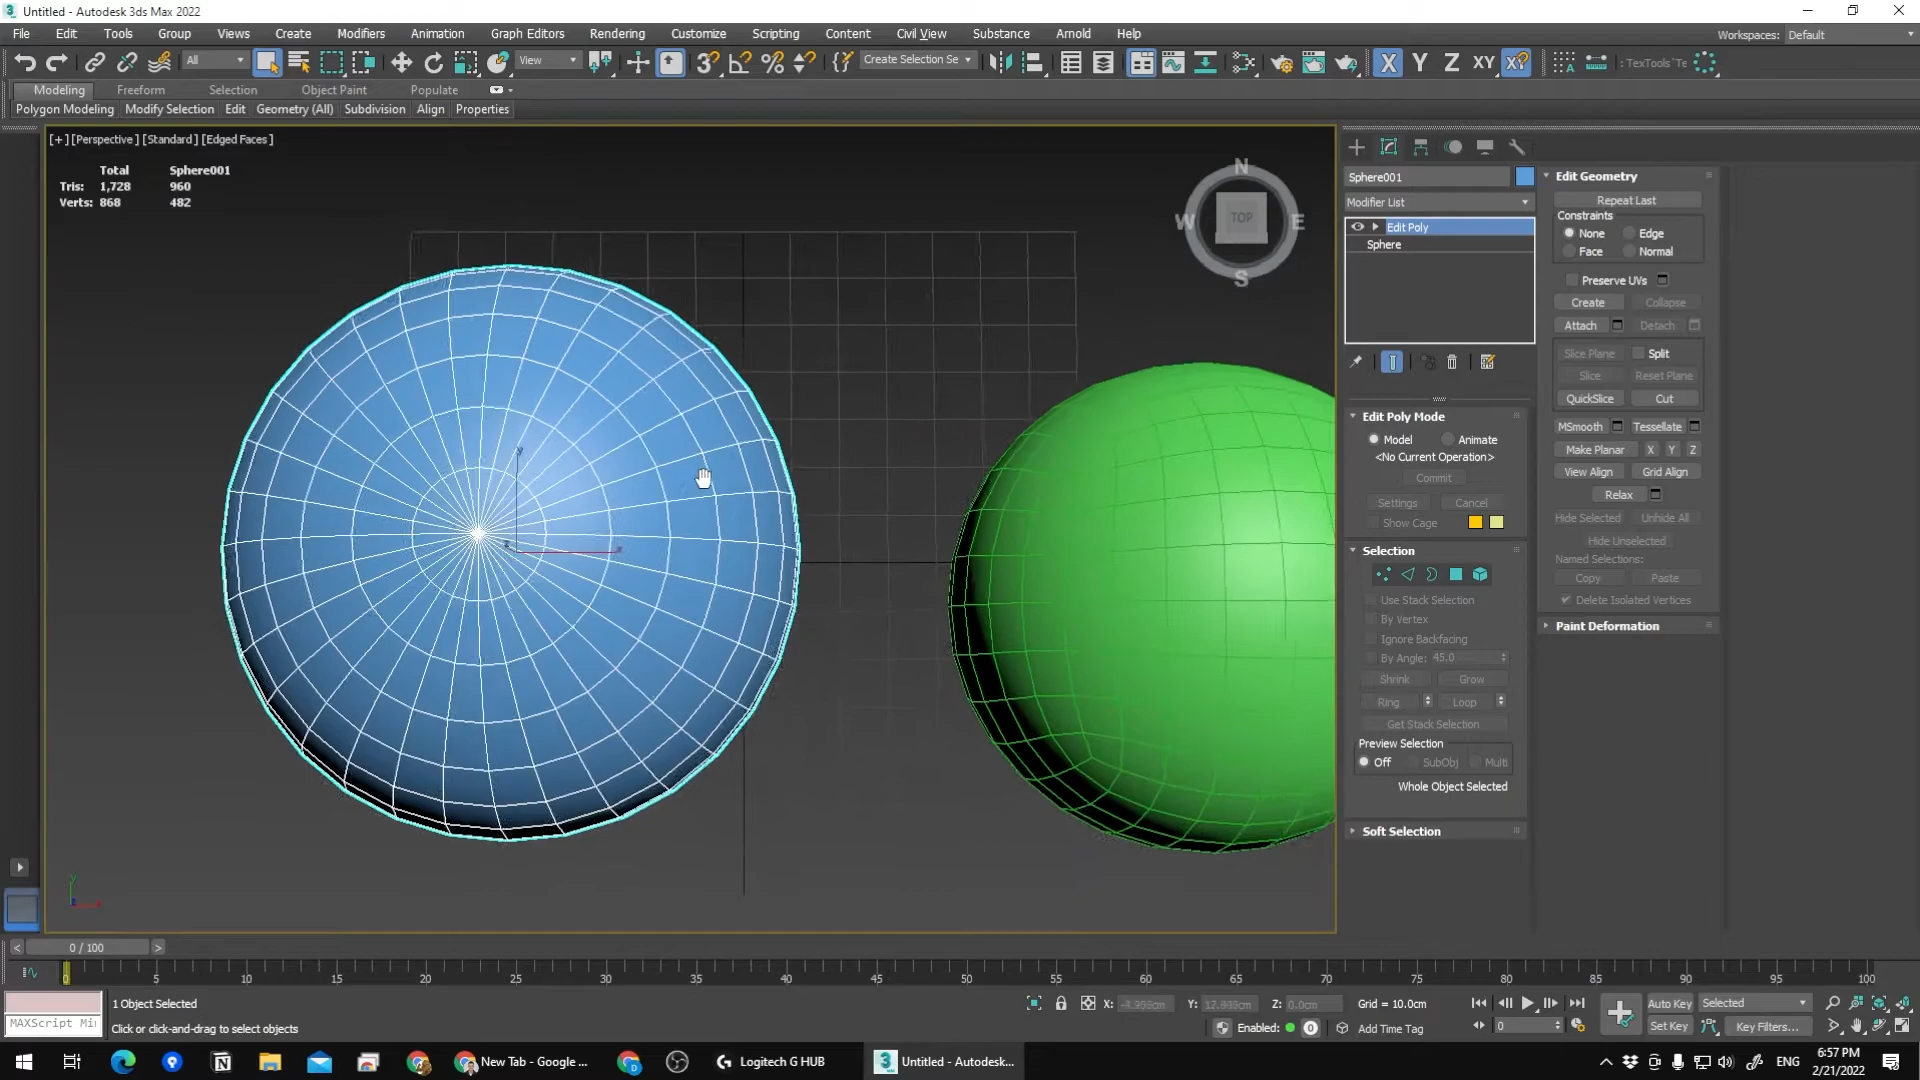 Untitled - Autodesk 3ds Max 2022
File Edit Tools Group Views Create Modifiers Animation Graph Editors Rendering Customize Scripting Content Civil View Substance Arnold Help
Workspaces: Default
All View Create Selection Se X Y Z XY XY : TexTools
Modeling Freeform Selection Object Paint Populate
Polygon Modeling Modify Selection Edit Geometry (All) Subdivision Align Properties
[+] [Perspective] [Standard] [Edged Faces]
Total Sphere001
Tris: 1,728 960
Verts: 868 482
N
W TOP E
S
y
x
z
Sphere001
Modifier List
Edit Poly
Sphere
Edit Poly Mode
Model Animate
<No Current Operation>
Commit
Settings Cancel
Show Cage
Selection
Use Stack Selection
By Vertex
Ignore Backfacing
By Angle: 45.0
Shrink Grow
Ring Loop
Get Stack Selection
Preview Selection
Off SubObj Multi
Whole Object Selected
Soft Selection
Edit Geometry
Repeat Last
Constraints
None Edge
Face Normal
Preserve UVs
Create Collapse
Attach Detach
Slice Plane Split
Slice Reset Plane
QuickSlice Cut
MSmooth Tessellate
Make Planar X Y Z
View Align Grid Align
Relax
Hide Selected Unhide All
Hide Unselected
Named Selections:
Copy Paste
Delete Isolated Vertices
Paint Deformation
< 0 / 100 >
0 5 10 15 20 25 30 35 40 45 50 55 60 65 70 75 80 85 90 95 100
1 Object Selected
X: Y: Z: 0.0cm Grid = 10.0cm
Auto Key Selected
MAXScript Mi
Click or click-and-drag to select objects
Enabled: 0 Add Time Tag
0
Set Key Key Filters...
New Tab - Google ...
Logitech G HUB
Untitled - Autodesk...
ENG
6:57 PM
2/21/2022